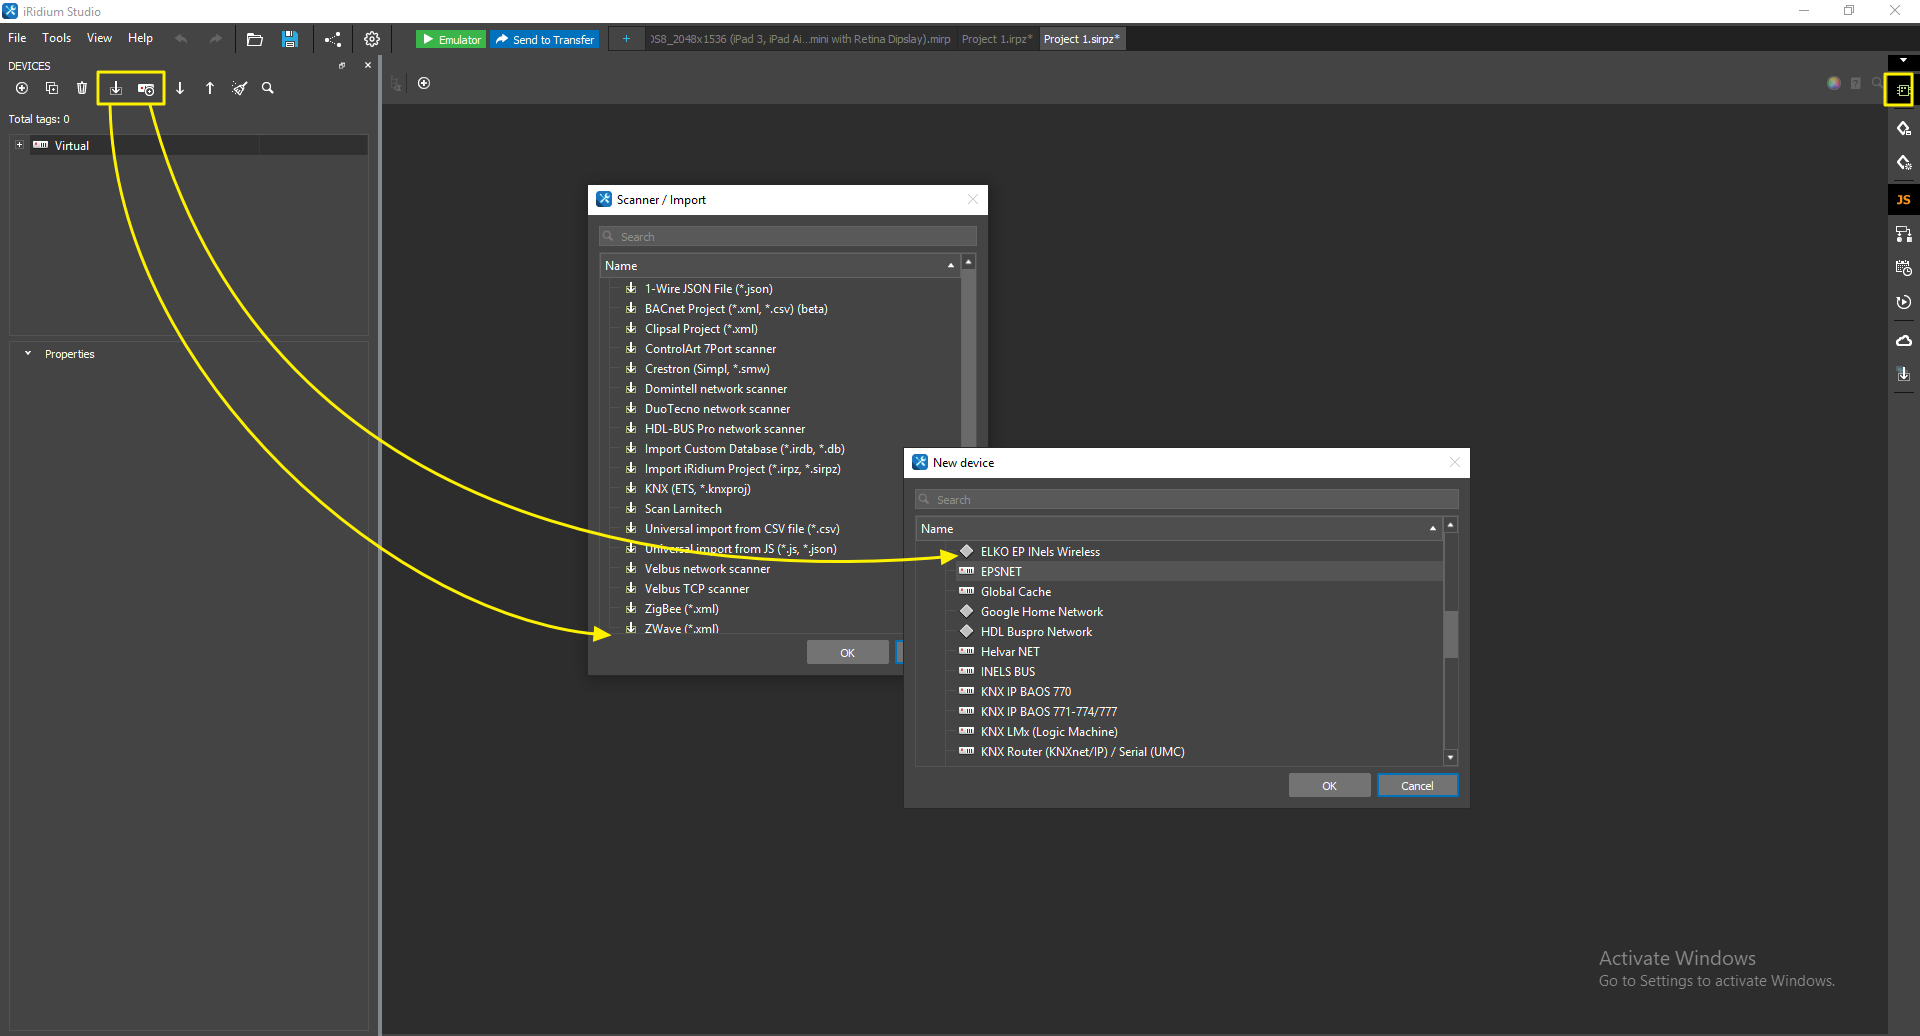 iRidium Studio
File Tools View Help
Emulator
Send to Transfer
+
OS8_2048x1536 (iPad 3, iPad Ai...mini with Retina Dipslay).mirp
Project 1.irpz*
Project 1.sirpz*
DEVICES
Total tags: 0
Virtual
Properties
JS
Scanner / Import
Search
Name
1-Wire JSON File (*.json)
BACnet Project (*.xml, *.csv) (beta)
Clipsal Project (*.xml)
ControlArt 7Port scanner
Crestron (Simpl, *.smw)
Domintell network scanner
DuoTecno network scanner
HDL-BUS Pro network scanner
Import Custom Database (*.irdb, *.db)
Import iRidium Project (*.irpz, *.sirpz)
KNX (ETS, *.knxproj)
Scan Larnitech
Universal import from CSV file (*.csv)
Universal import from JS (*.js, *.json)
Velbus network scanner
Velbus TCP scanner
ZigBee (*.xml)
ZWave (*.xml)
OK
New device
Search
Name
ELKO EP INels Wireless
EPSNET
Global Cache
Google Home Network
HDL Buspro Network
Helvar NET
INELS BUS
KNX IP BAOS 770
KNX IP BAOS 771-774/777
KNX LMx (Logic Machine)
KNX Router (KNXnet/IP) / Serial (UMC)
OK
Cancel
Activate Windows
Go to Settings to activate Windows.